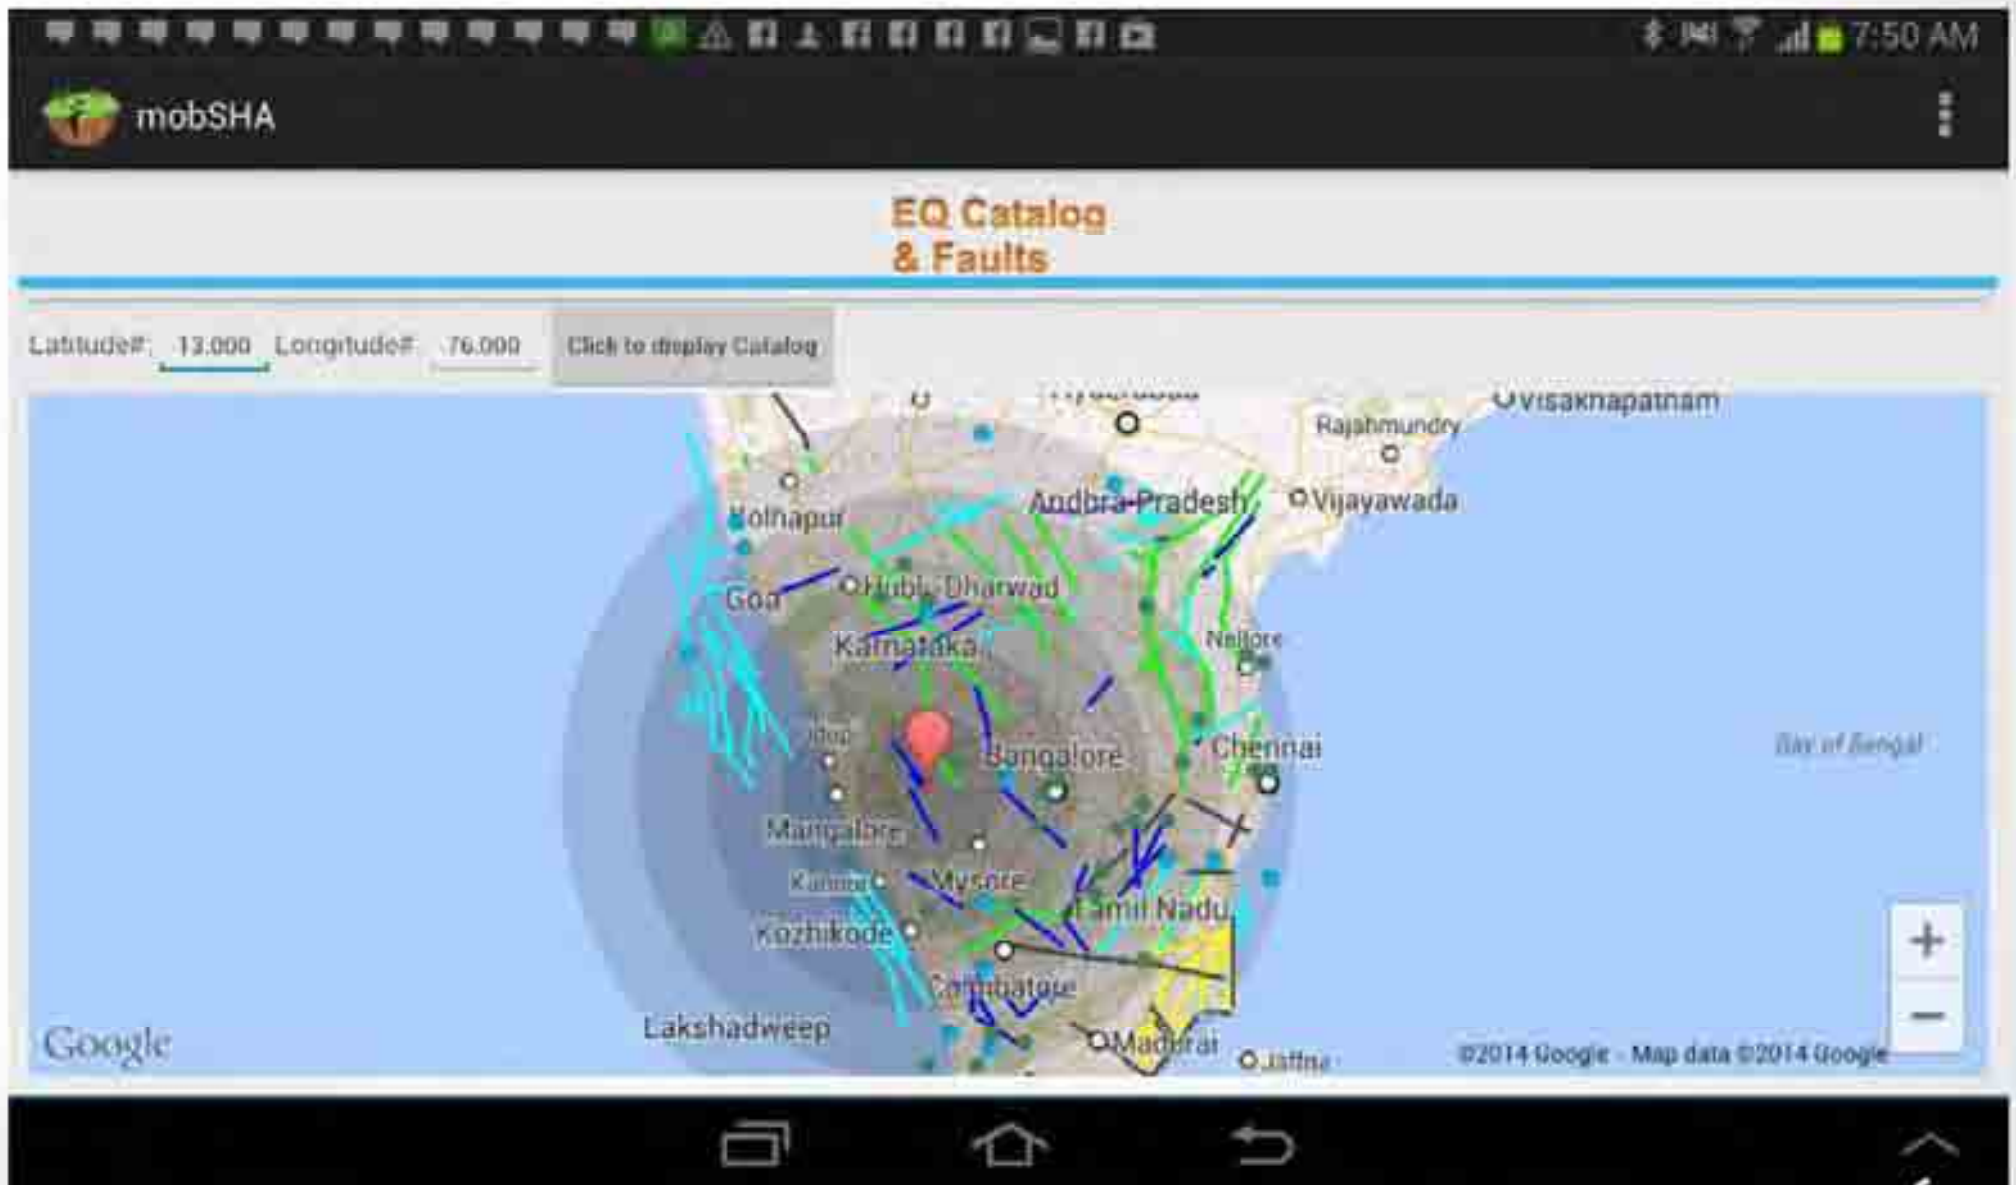 7:50 AM
mobSHA
EQ Catalog
& Faults
Latitude#: 13.000 Longitude#: 76.000 Click to display Catalog
Visakhapatnam
Rajahmundry
Andhra Pradesh
Vijayawada
Kolhapur
Goa
Hubli-Dharwad
Karnataka
Nellore
Bangalore
Chennai
Bay of Bengal
Mangalore
Mysore
Tamil Nadu
Kozhikode
Coimbatore
Lakshadweep
Madurai
Jaffna
+
−
Google
©2014 Google - Map data ©2014 Google